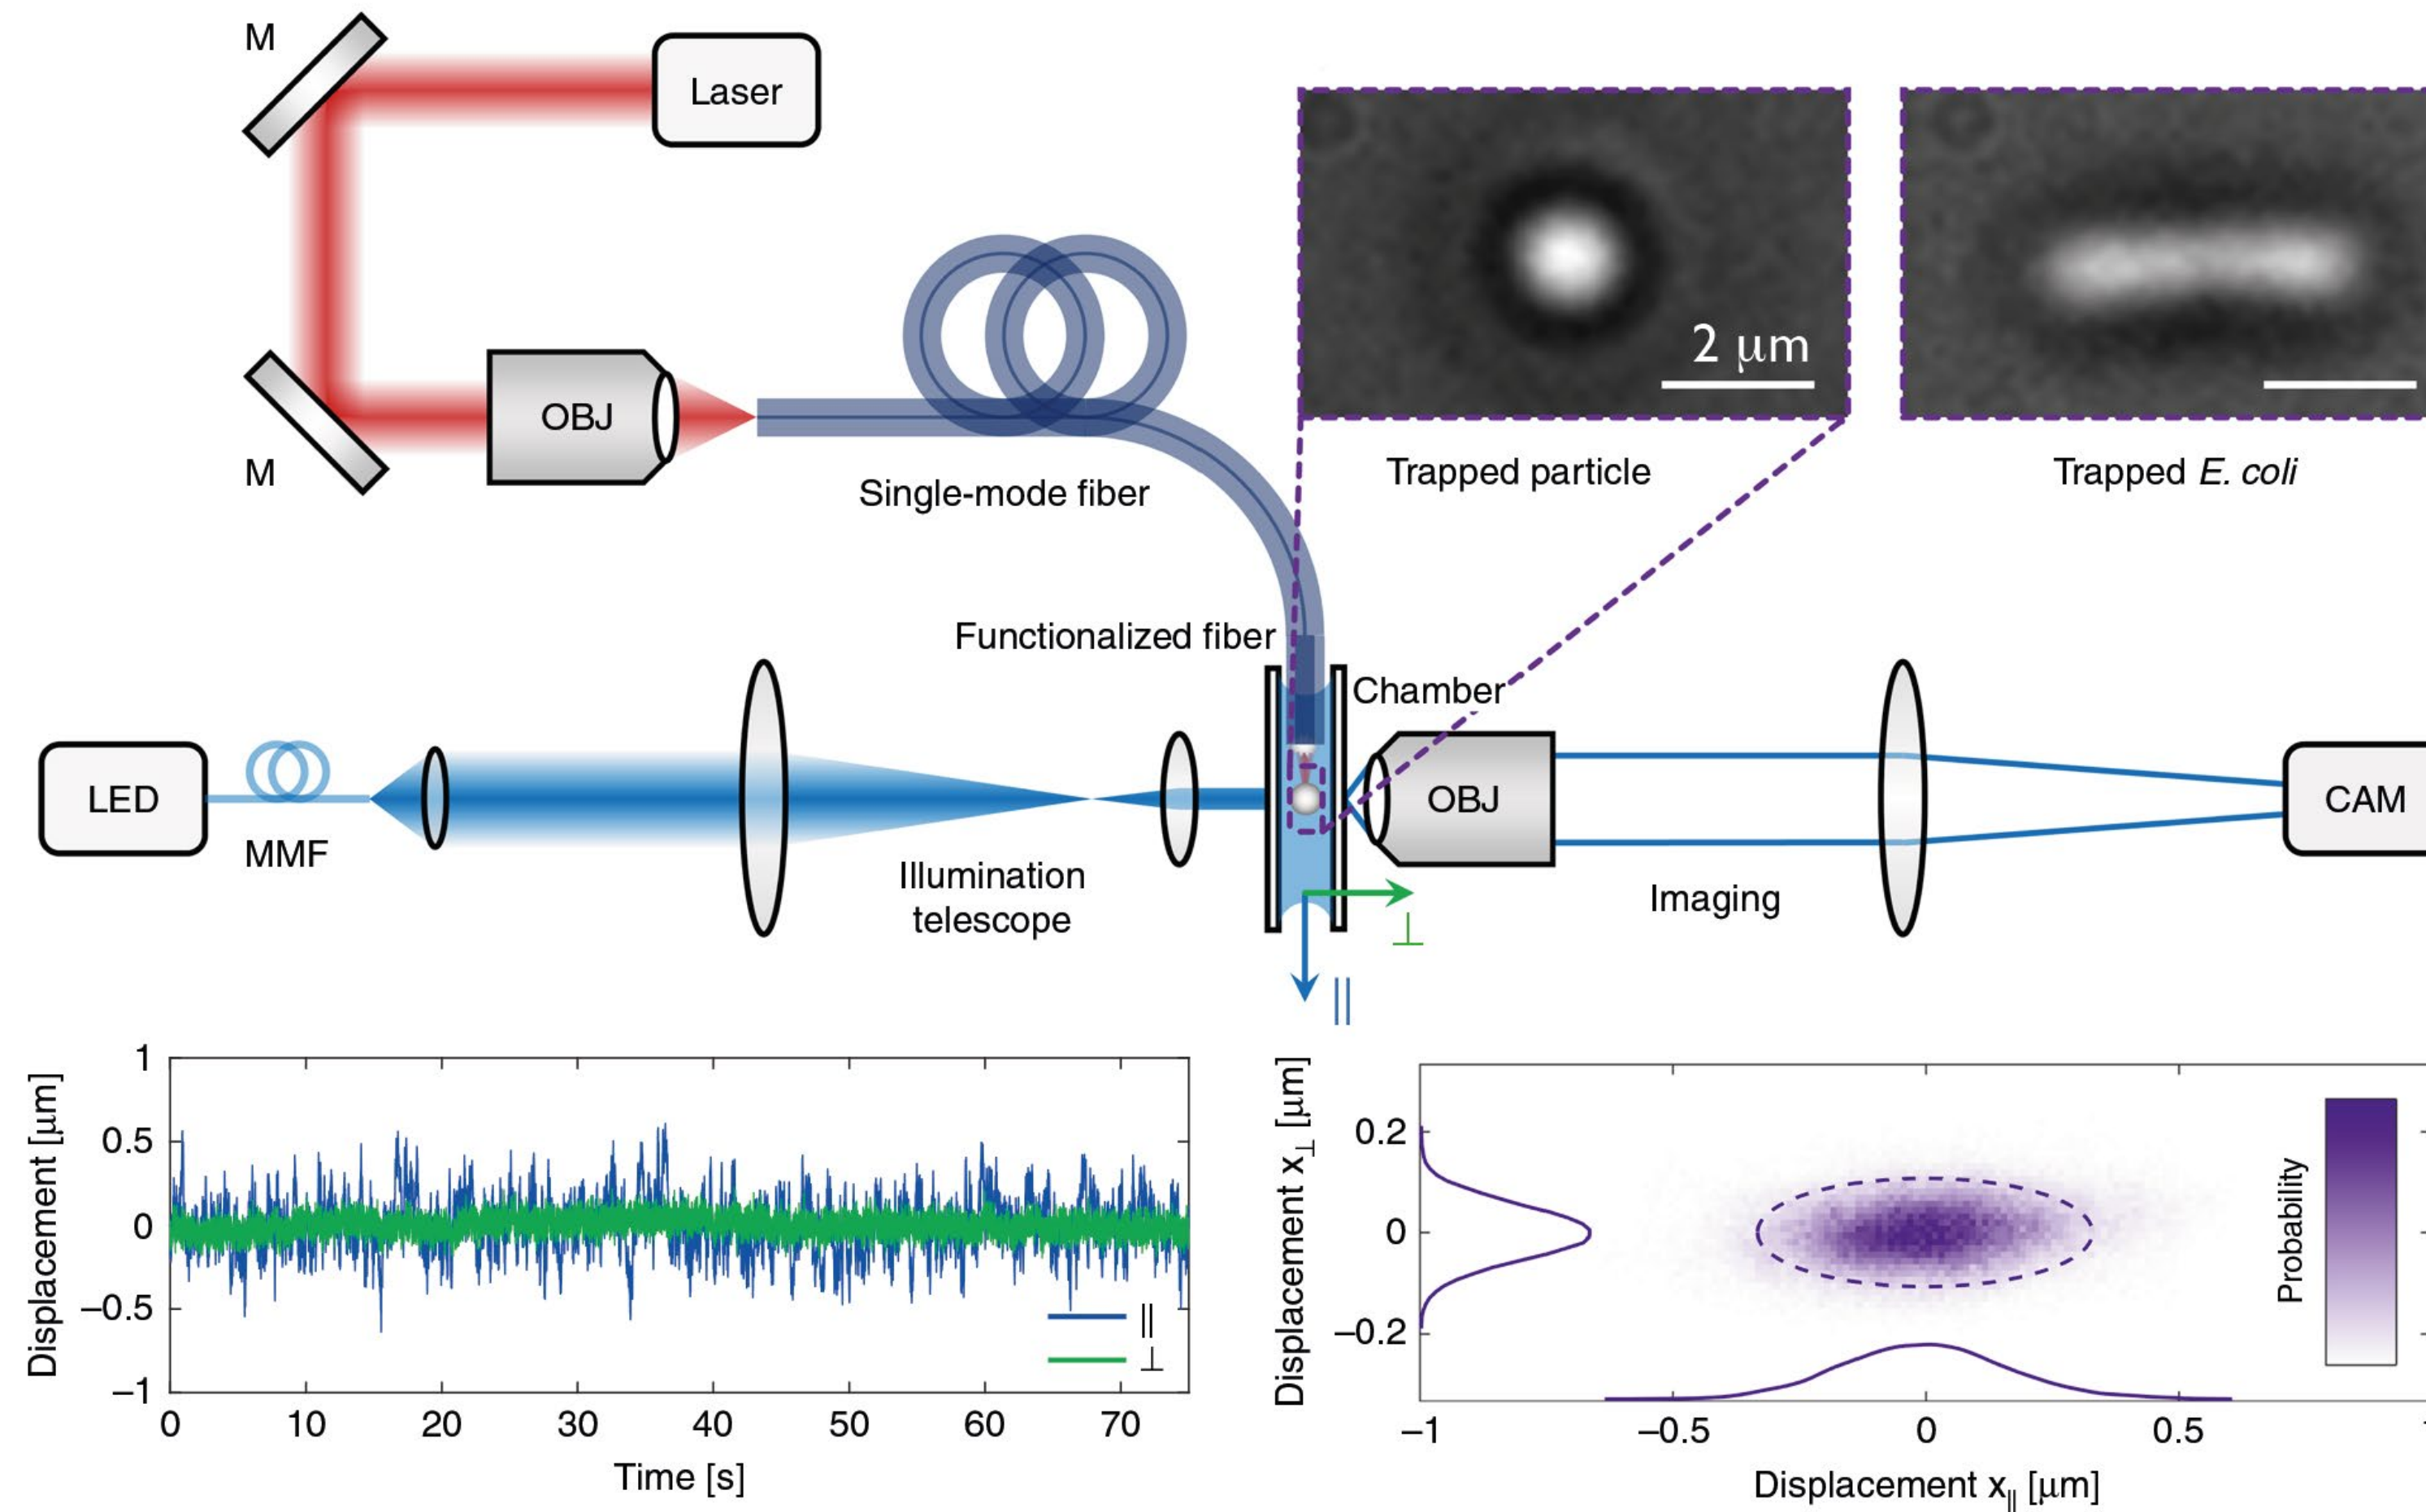 M
Laser
M
OBJ
Single-mode fiber
2 μm
Trapped particle
Trapped E. coli
Functionalized fiber
Chamber
LED
MMF
Illumination
telescope
OBJ
Imaging
CAM
⊥
||
Displacement [μm]
1
0.5
0
−0.5
−1
||
⊥
0 10 20 30 40 50 60 70
Time [s]
Displacement x⊥ [μm]
0.2
0
−0.2
Probability
−1 −0.5 0 0.5
Displacement x|| [μm]